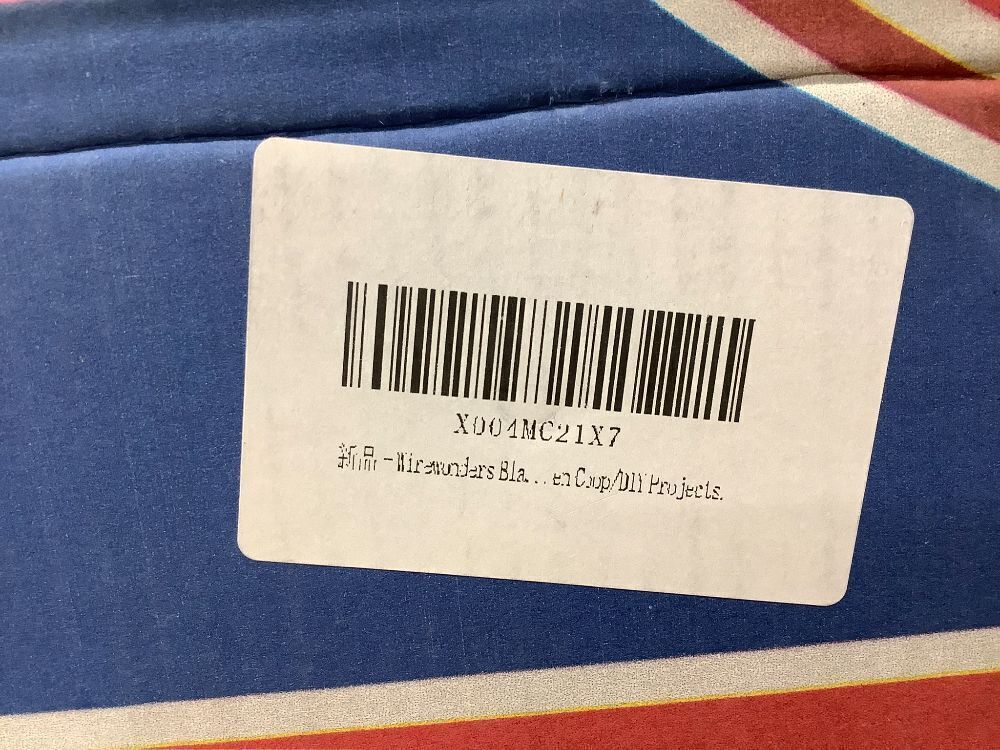 X004MC21X7
新品 - Wirewonders Bla... en Coop/DIY Projects.